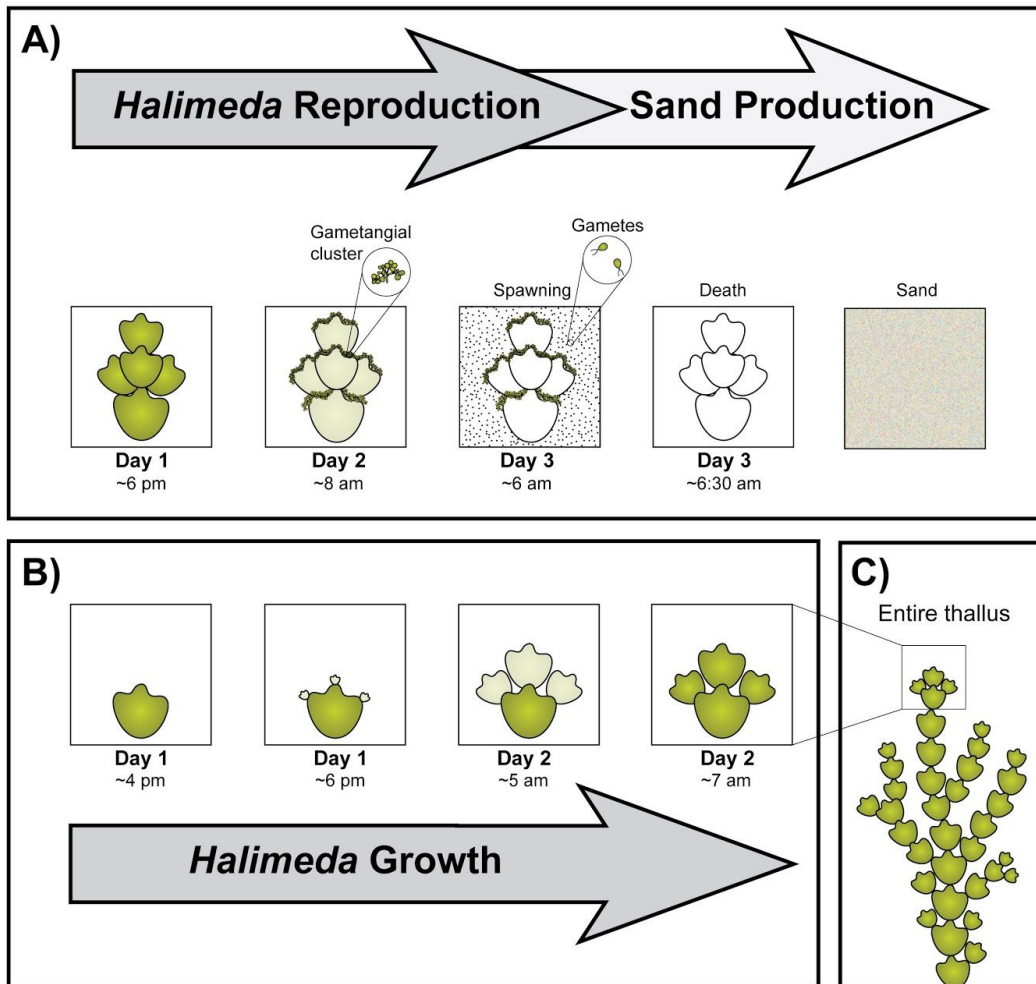 A)
Halimeda Reproduction
Sand Production
Gametangial
cluster
Gametes
Spawning
Death
Sand
Day 1
~6 pm
Day 2
~8 am
Day 3
~6 am
Day 3
~6:30 am
B)
Day 1
~4 pm
Day 1
~6 pm
Day 2
~5 am
Day 2
~7 am
Halimeda Growth
C)
Entire thallus